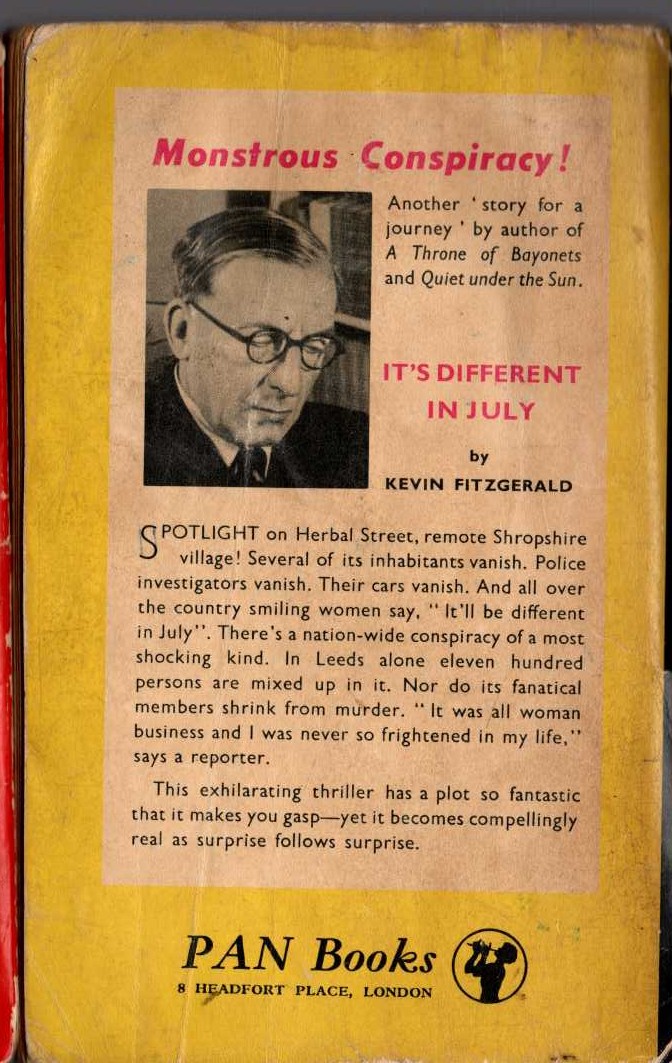 Monstrous Conspiracy!
Another ‘ story for a
journey ’ by author of
A Throne of Bayonets
and Quiet under the Sun.
IT'S DIFFERENT
IN JULY
by
KEVIN FITZGERALD
SPOTLIGHT on Herbal Street, remote Shropshire
village! Several of its inhabitants vanish. Police
investigators vanish. Their cars vanish. And all over
the country smiling women say, “ It'll be different
in July”. There's a nation-wide conspiracy of a most
shocking kind. In Leeds alone eleven hundred
persons are mixed up in it. Nor do its fanatical
members shrink from murder. “ It was all woman
business and I was never so frightened in my life,”
says a reporter.
This exhilarating thriller has a plot so fantastic
that it makes you gasp—yet it becomes compellingly
real as surprise follows surprise.
PAN Books
8 HEADFORT PLACE, LONDON